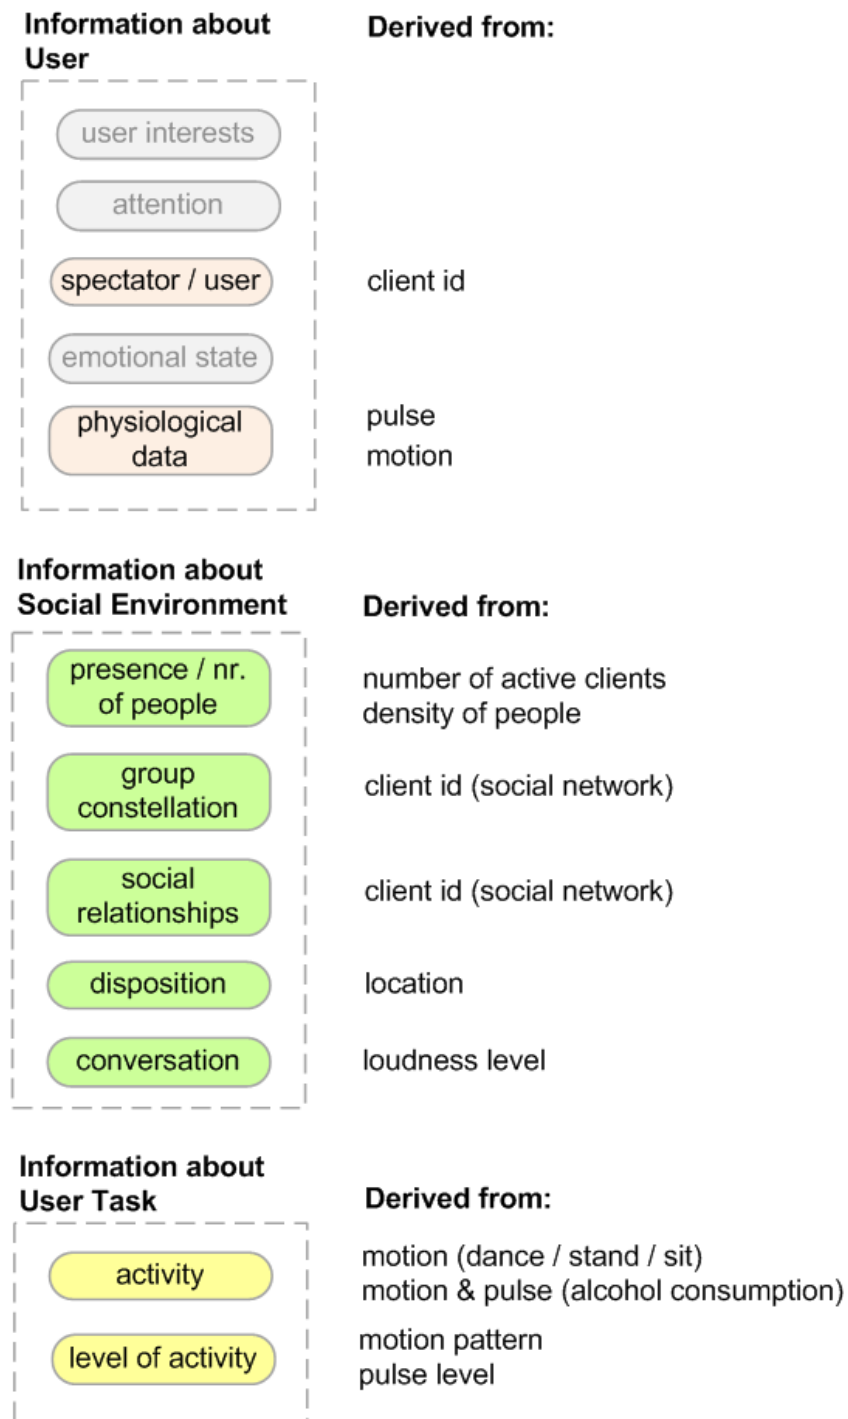 Information about
User
Derived from:
user interests
attention
spectator / user
client id
emotional state
physiological
data
pulse
motion
Information about
Social Environment
Derived from:
presence / nr.
of people
number of active clients
density of people
group
constellation
client id (social network)
social
relationships
client id (social network)
disposition
location
conversation
loudness level
Information about
User Task
Derived from:
activity
motion (dance / stand / sit)
motion & pulse (alcohol consumption)
level of activity
motion pattern
pulse level